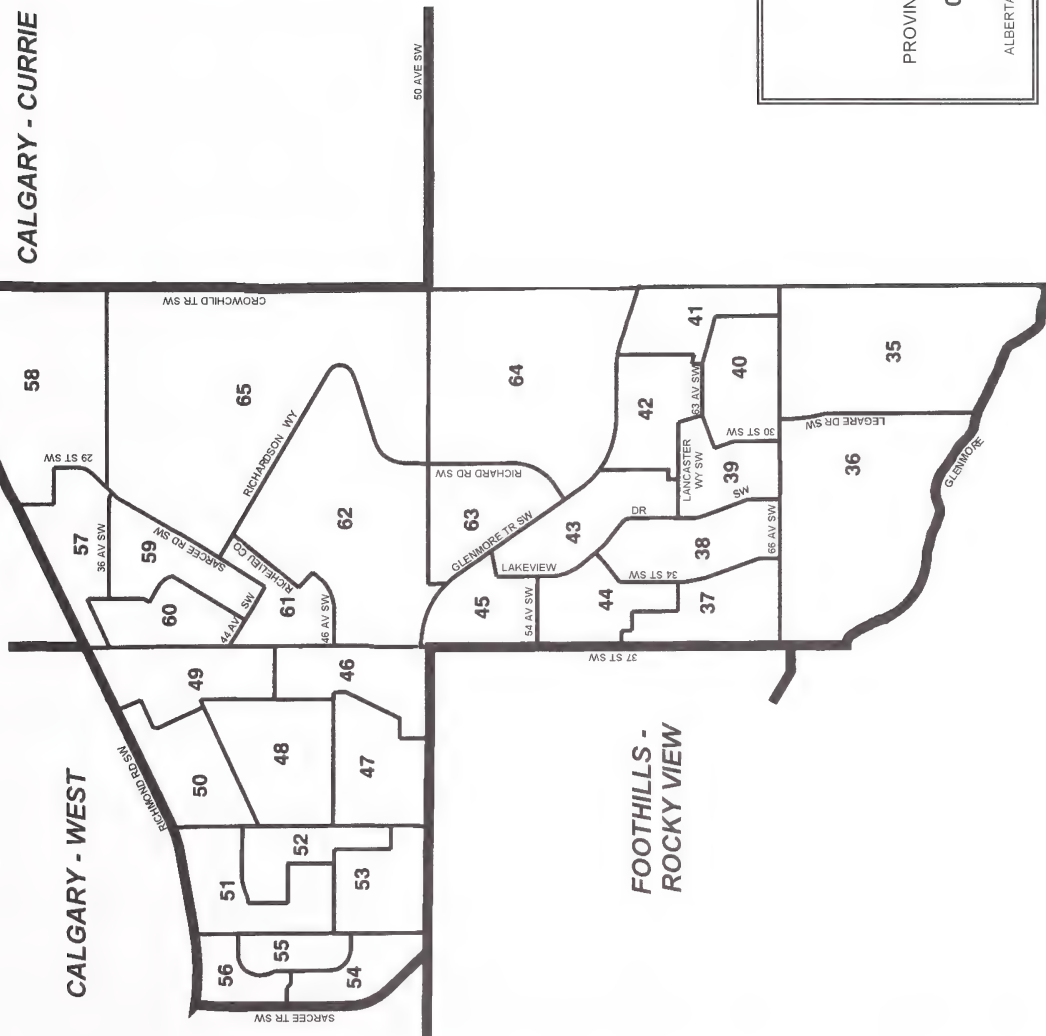 CALGARY - CURRIE
50 AVE SW
PROVIN
ALBERTA
CROWCHILD TR SW
58
65
29 ST SW
57
36 AV SW
59
SARCEE RD SW
RICHARDSON WY
60
44 AV SW
RICHELIEU CO
61
46 AV SW
62
64
RICHARD RD SW
63
GLENMORE TR SW
43
LAKEVIEW DR SW
45
54 AV SW
44
34 ST SW
38
37
42
41
63 AV SW
40
LANCASTER
WY SW
30 ST SW
39
66 AV SW
35
LEGARE DR SW
36
GLENMORE
37 ST SW
49
46
RICHMOND RD SW
50
48
47
CALGARY - WEST
52
51
53
55
56
54
SARCEE TR SW
FOOTHILLS -
ROCKY VIEW